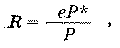 R = eP* / P ,